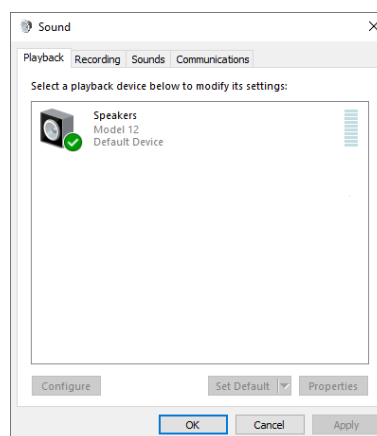 Sound
Playback Recording Sounds Communications
Select a playback device below to modify its settings:
Speakers
Model 12
Default Device
Configure Set Default Properties
OK Cancel Apply